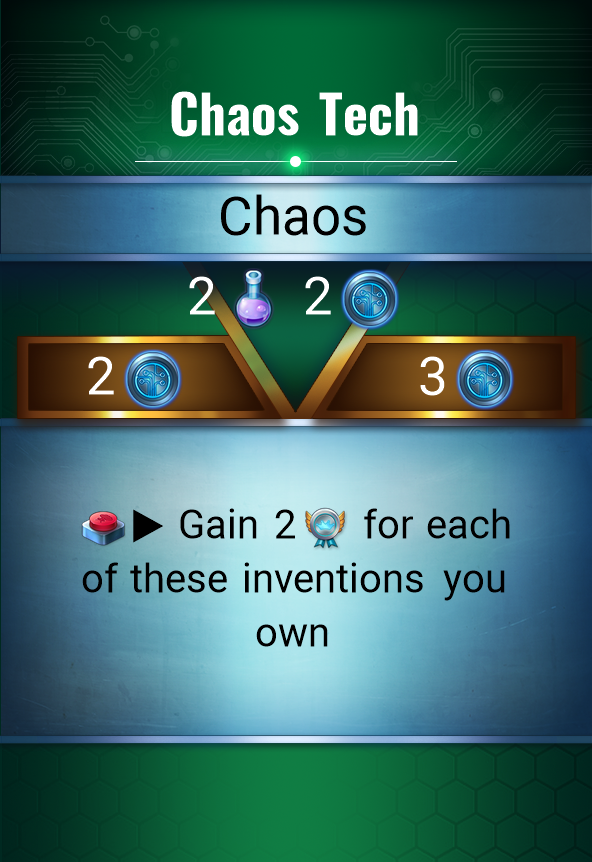 Chaos Tech
Chaos
2 2
2 3
▶ Gain 2 for each
of these inventions you
own